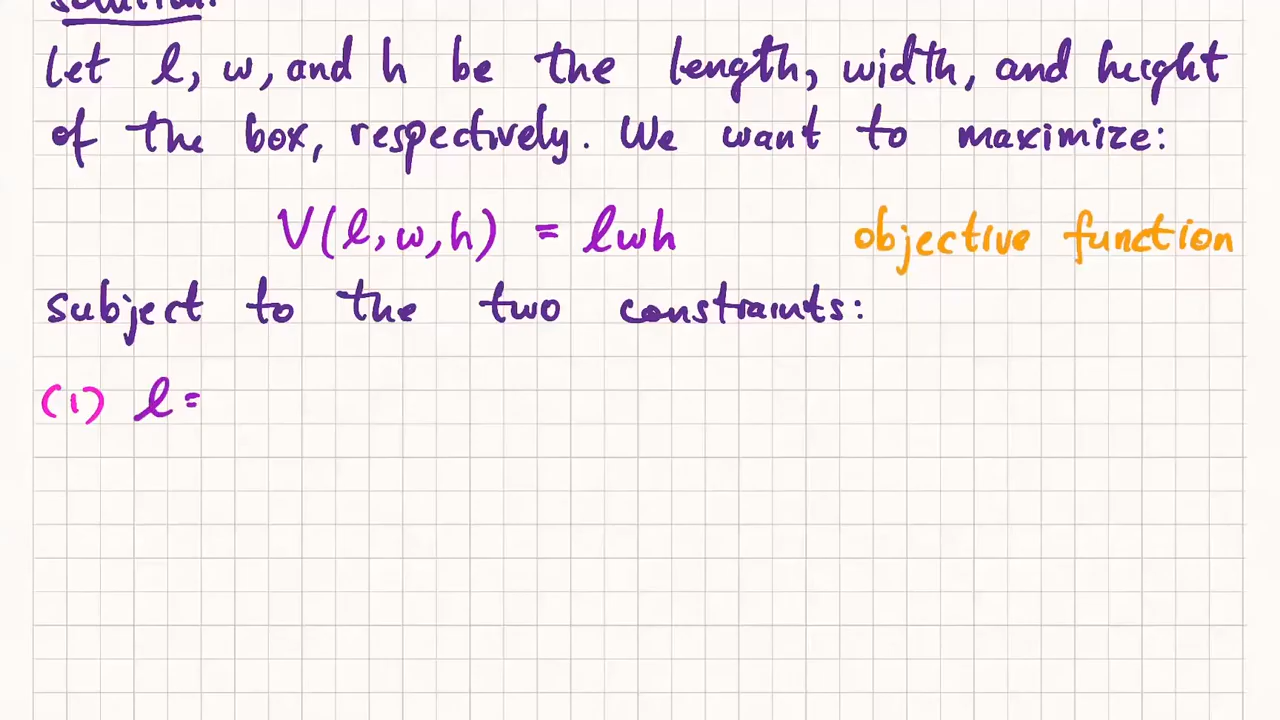 solution:
Let l, w, and h be the length, width, and height
of the box, respectively. We want to maximize:
V(l, w, h) = lwh objective function
subject to the two constraints:
(1) l =